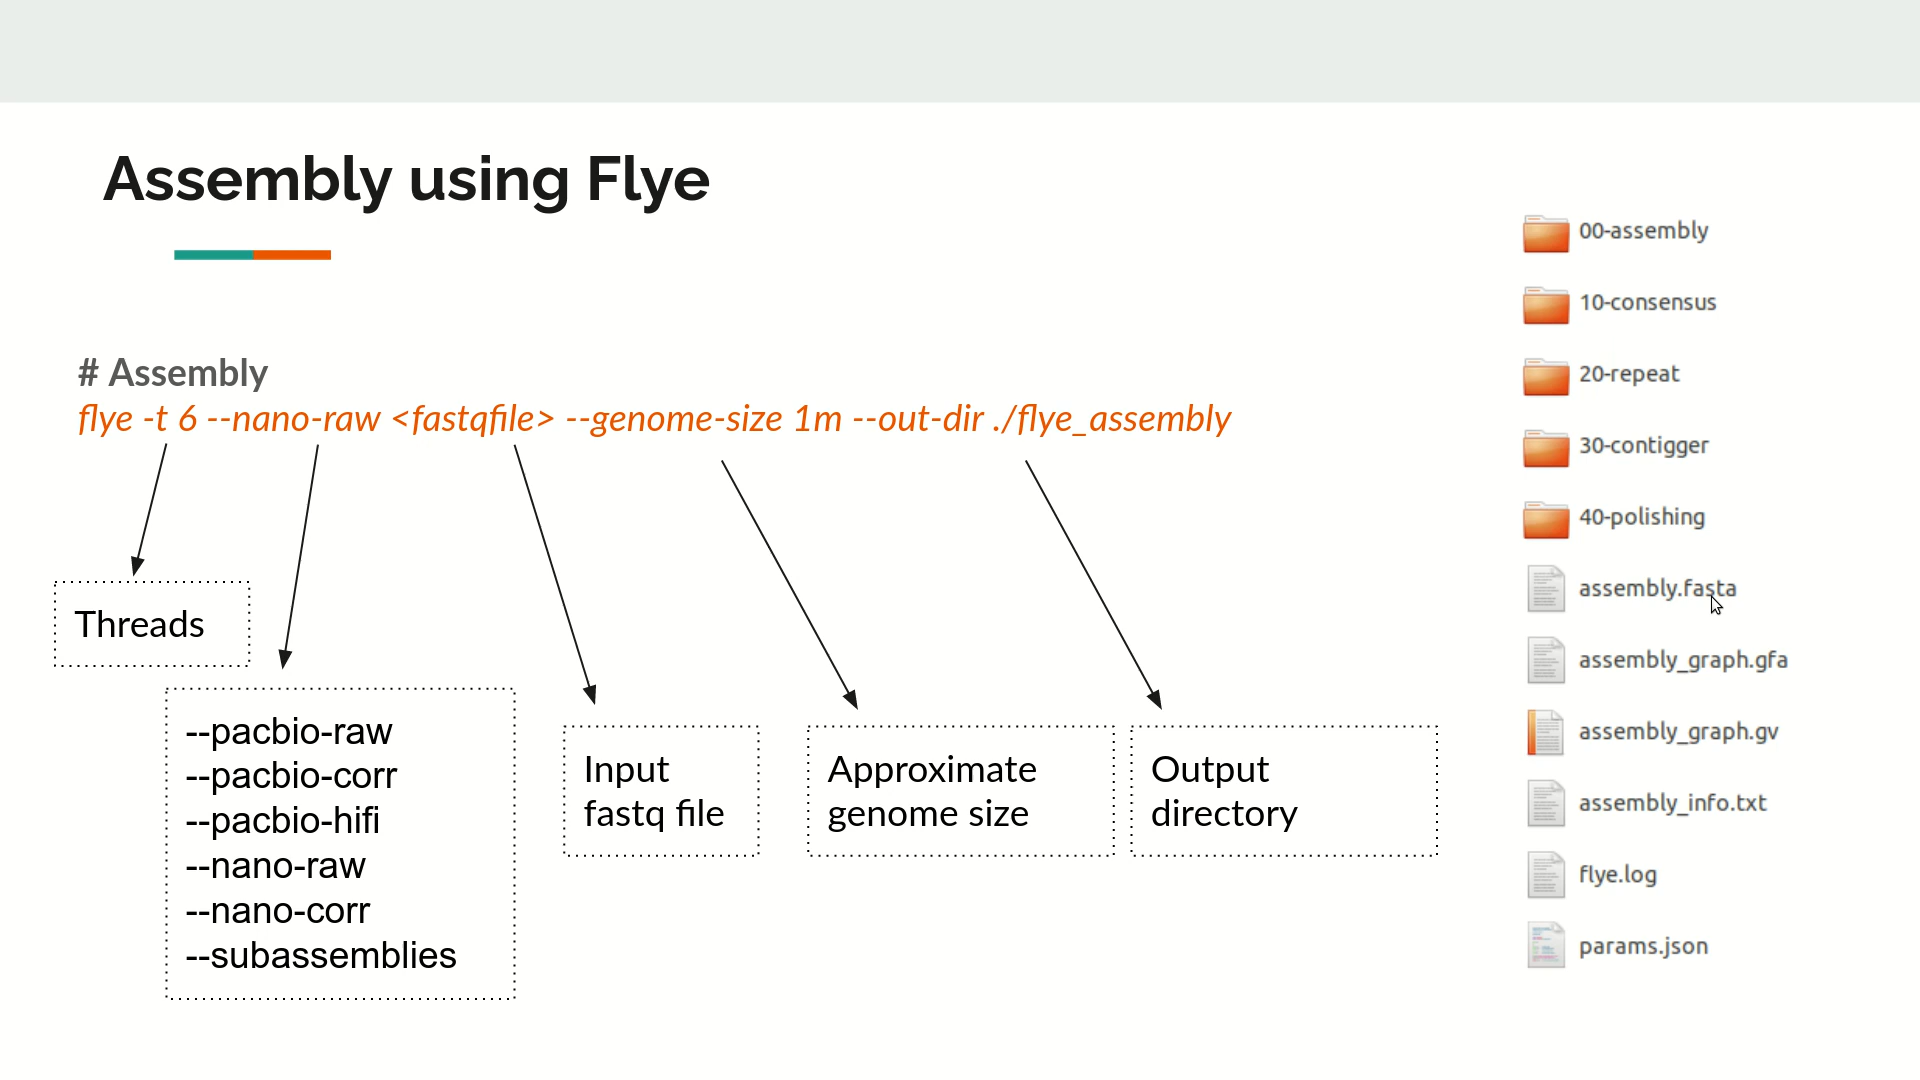 Assembly using Flye
# Assembly
flye -t 6 --nano-raw <fastqfile> --genome-size 1m --out-dir ./flye_assembly
Threads
--pacbio-raw
--pacbio-corr
--pacbio-hifi
--nano-raw
--nano-corr
--subassemblies
Input
fastq file
Approximate
genome size
Output
directory
00-assembly
10-consensus
20-repeat
30-contigger
40-polishing
assembly.fasta
assembly_graph.gfa
assembly_graph.gv
assembly_info.txt
flye.log
params.json